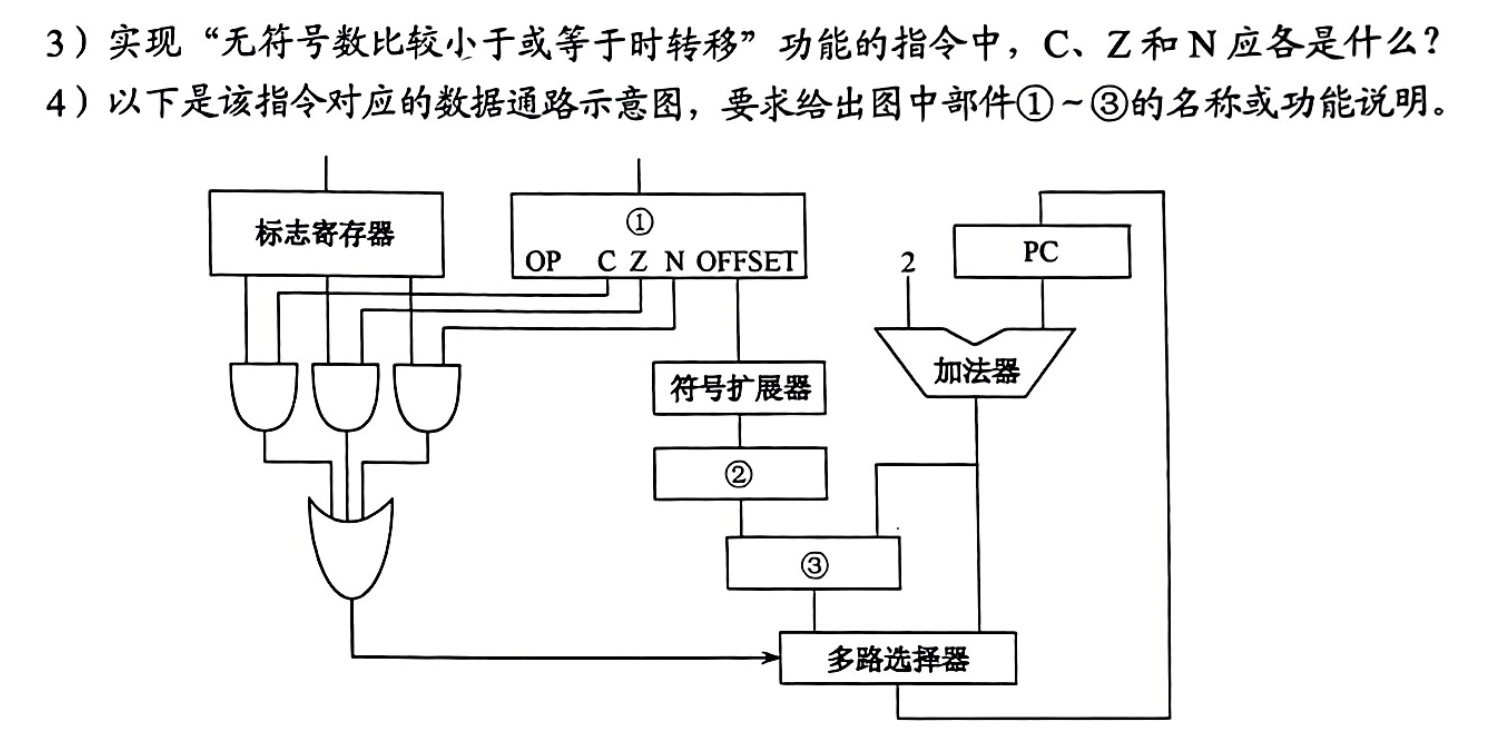 3）实现“无符号数比较小于或等于时转移”功能的指令中，C、Z和N应各是什么？
4）以下是该指令对应的数据通路示意图，要求给出图中部件①~③的名称或功能说明。
标志寄存器
①
OP C Z N OFFSET
2
PC
加法器
符号扩展器
②
③
多路选择器